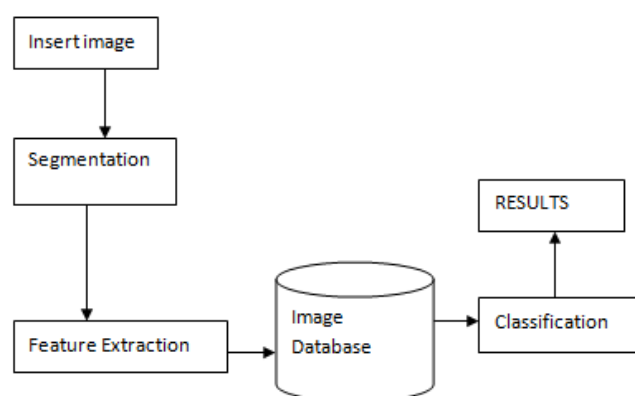 Insert image
Segmentation
Feature Extraction
Image
Database
Classification
RESULTS